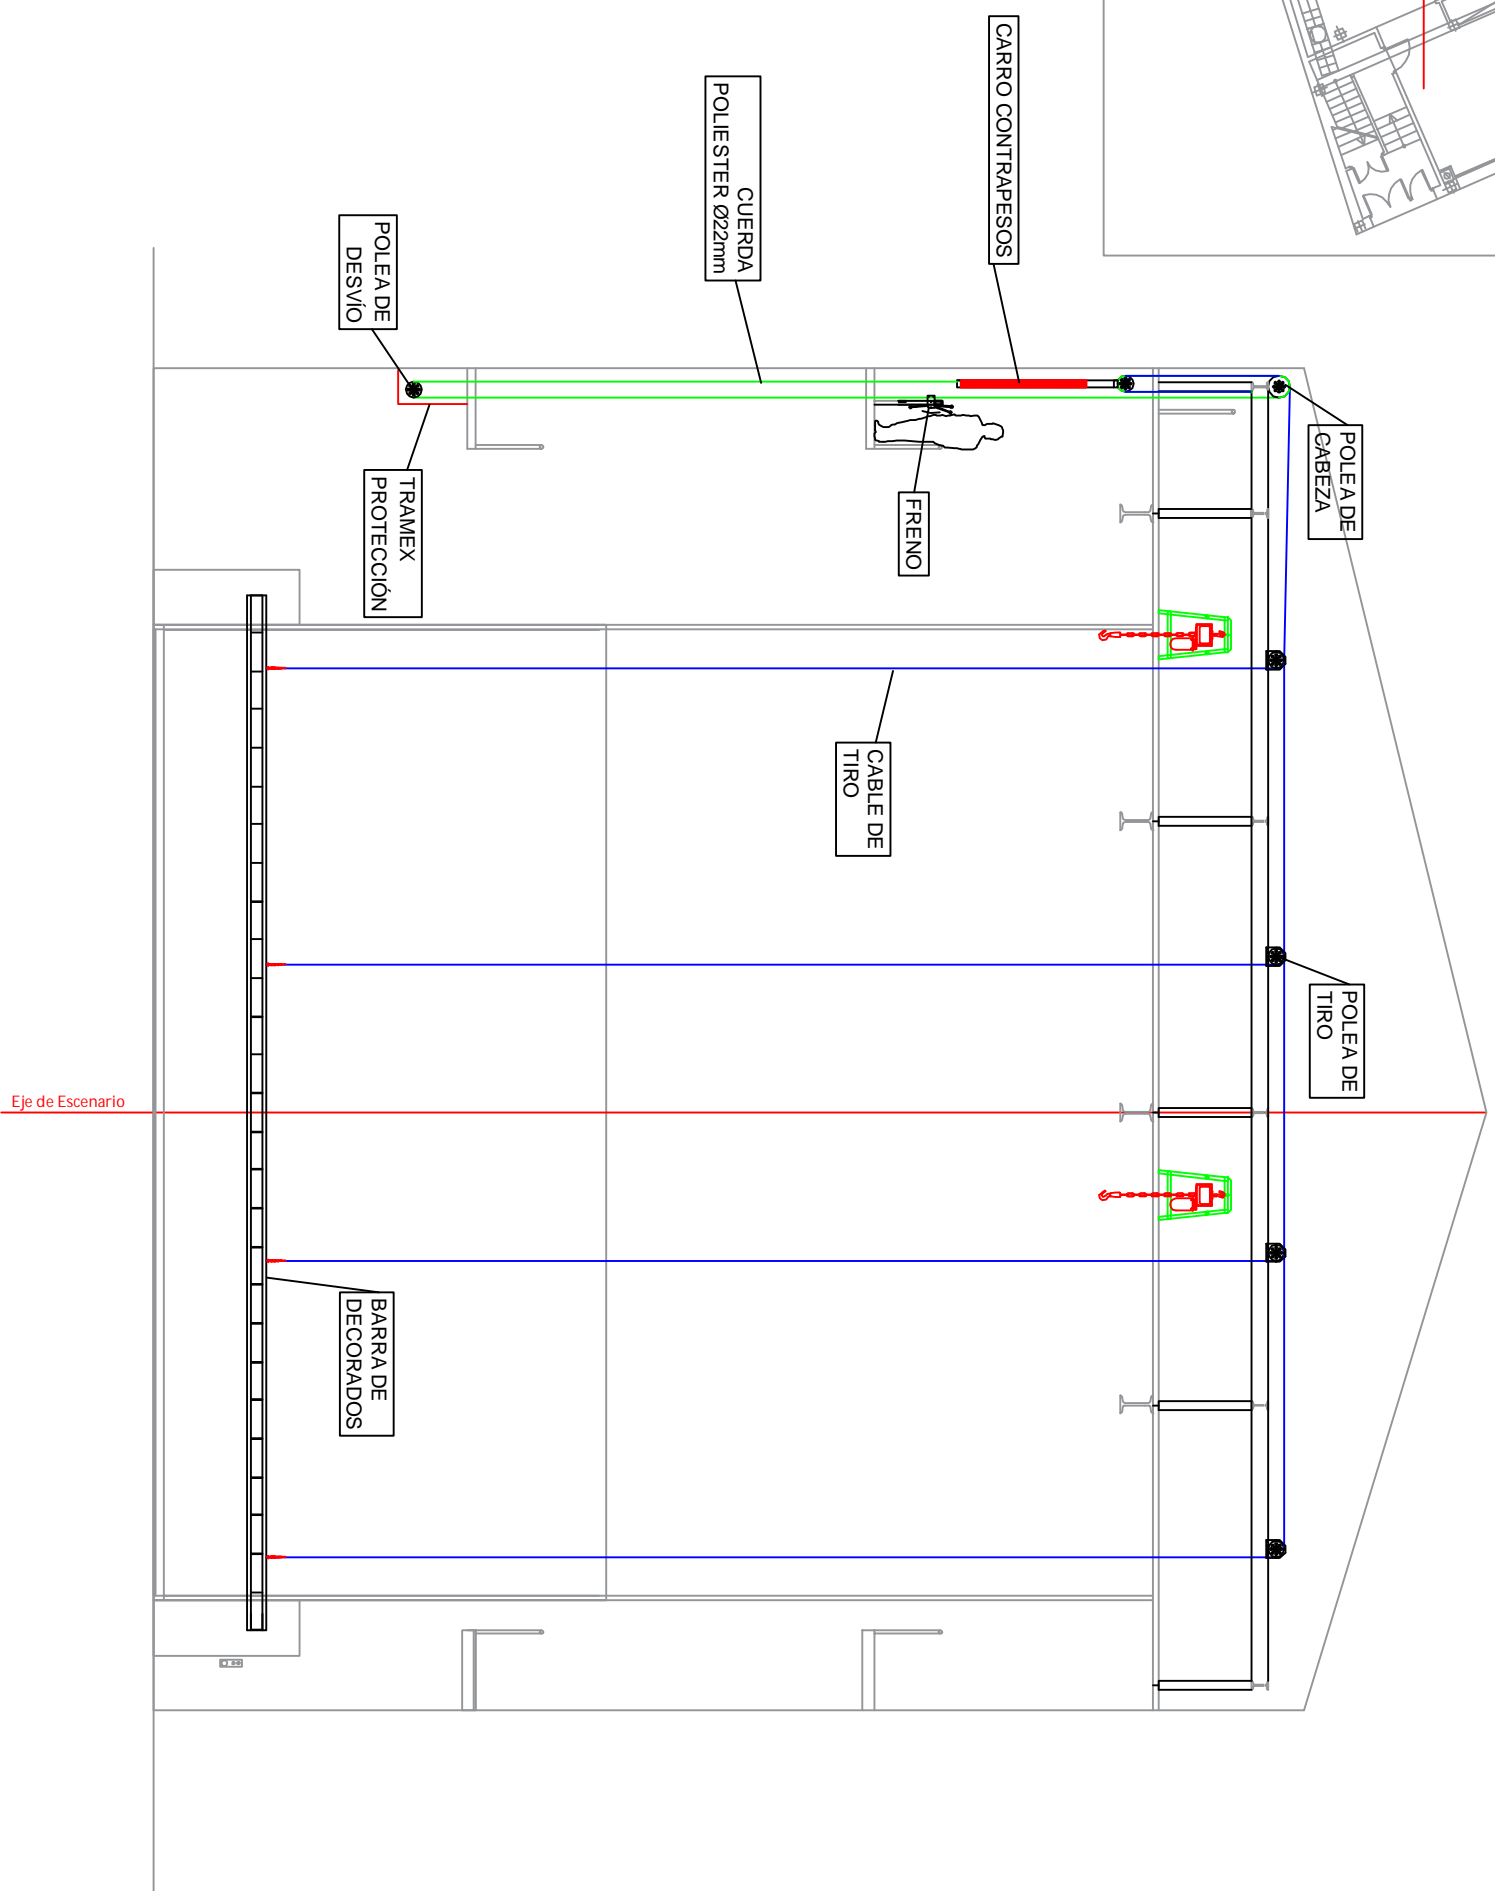 CARRO CONTRAPESOS
CUERDA
POLIESTER Ø22mm
POLEA DE
DESVÍO
POLEA DE
CABEZA
FRENO
TRAMEX
PROTECCIÓN
CABLE DE
TIRO
POLEA DE
TIRO
Eje de Escenario
BARRA DE
DECORADOS